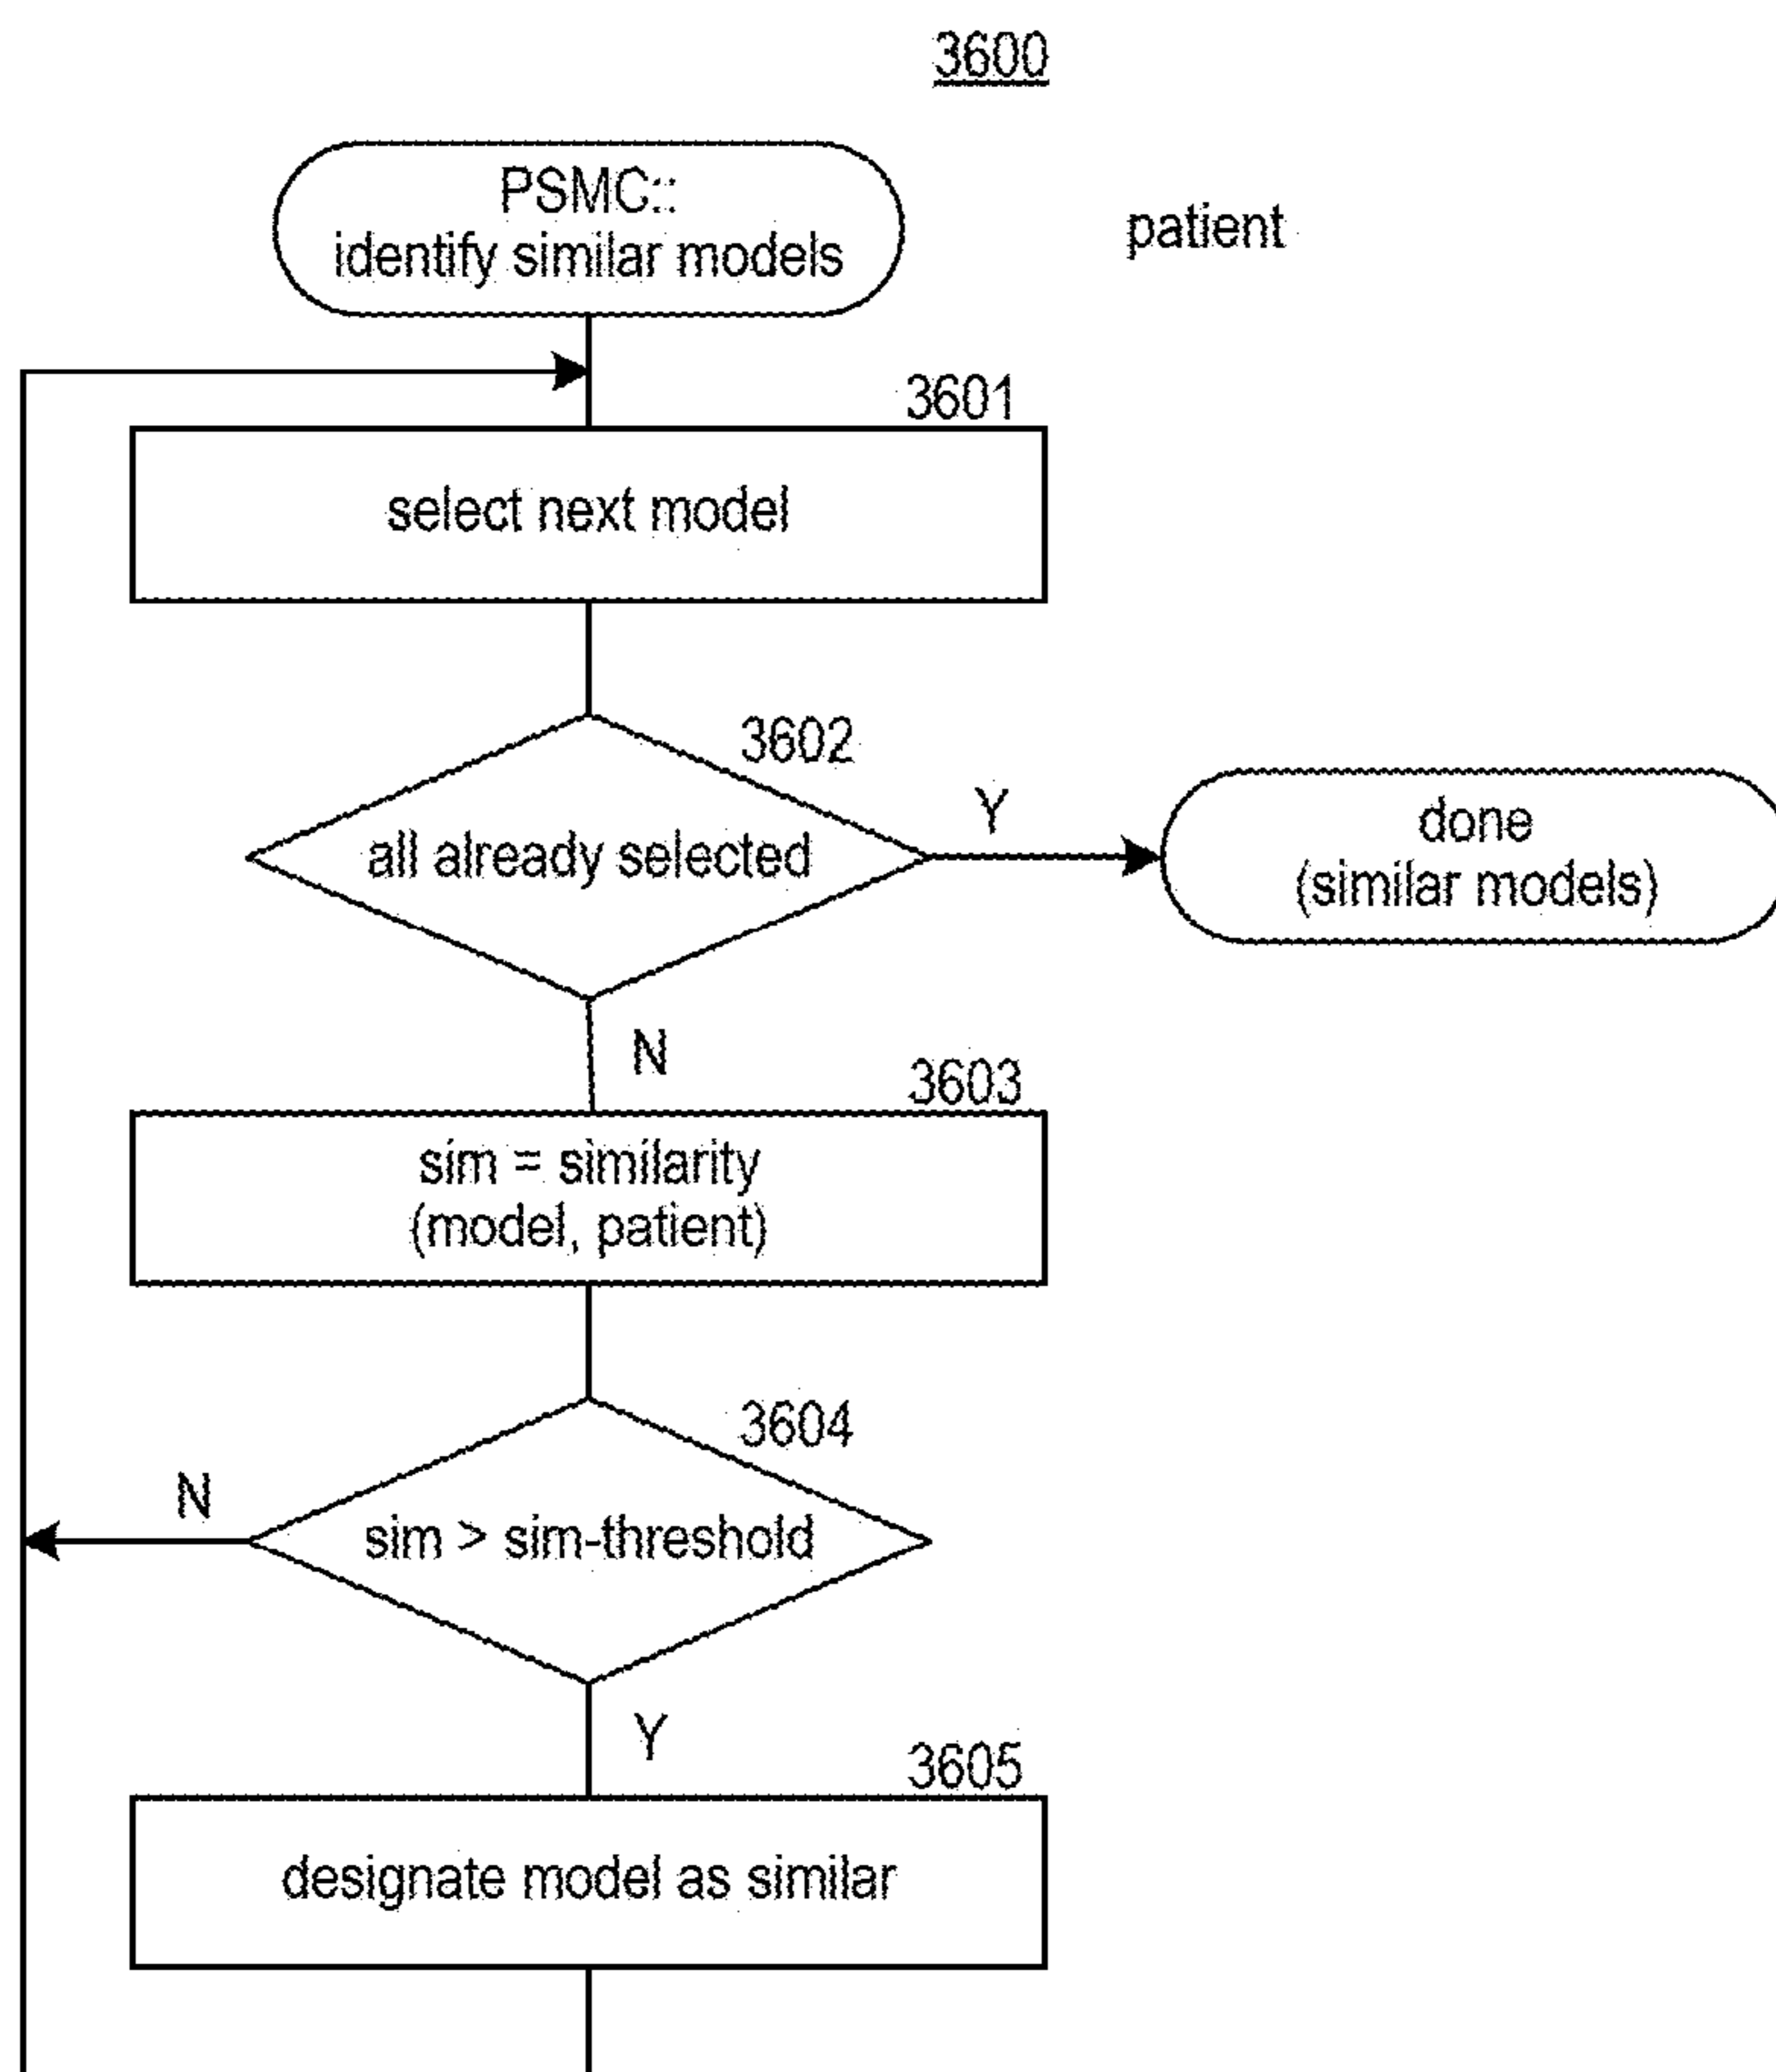 3600
PSMC::
identify similar models
patient
3601
select next model
3602
all already selected
Y
done
(similar models)
N
3603
sim = similarity
(model, patient)
3604
N
sim > sim-threshold
Y
3605
designate model as similar